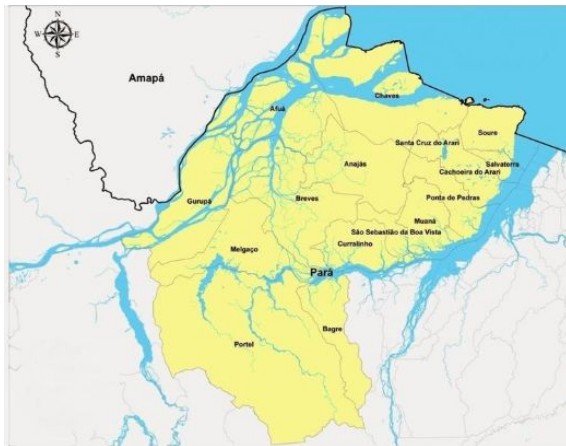 N
W E
S
Amapá
Chaves
Afuá
Santa Cruz do Arari
Soure
Anajás
Salvaterra
Cachoeira do Arari
Gurupá
Breves
Ponta de Pedras
Muaná
São Sebastião da Boa Vista
Melgaço
Curralinho
Pará
Bagre
Portel